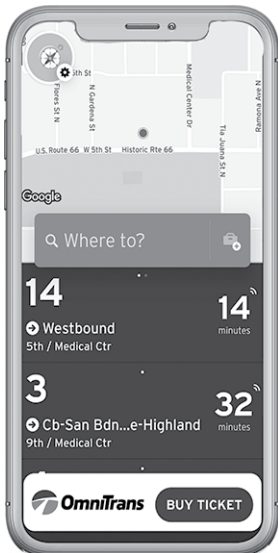 5th St
Flores St N
N Gardena St
Medical Center Dr
Tia Juana St N
Ramona Ave N
U.S. Route 66 W 5th St Historic Rte 66
Google
Where to?
14
14
Westbound
minutes
5th / Medical Ctr
3
32
Cb-San Bdn...e-Highland
minutes
9th / Medical Ctr
OmniTrans BUY TICKET